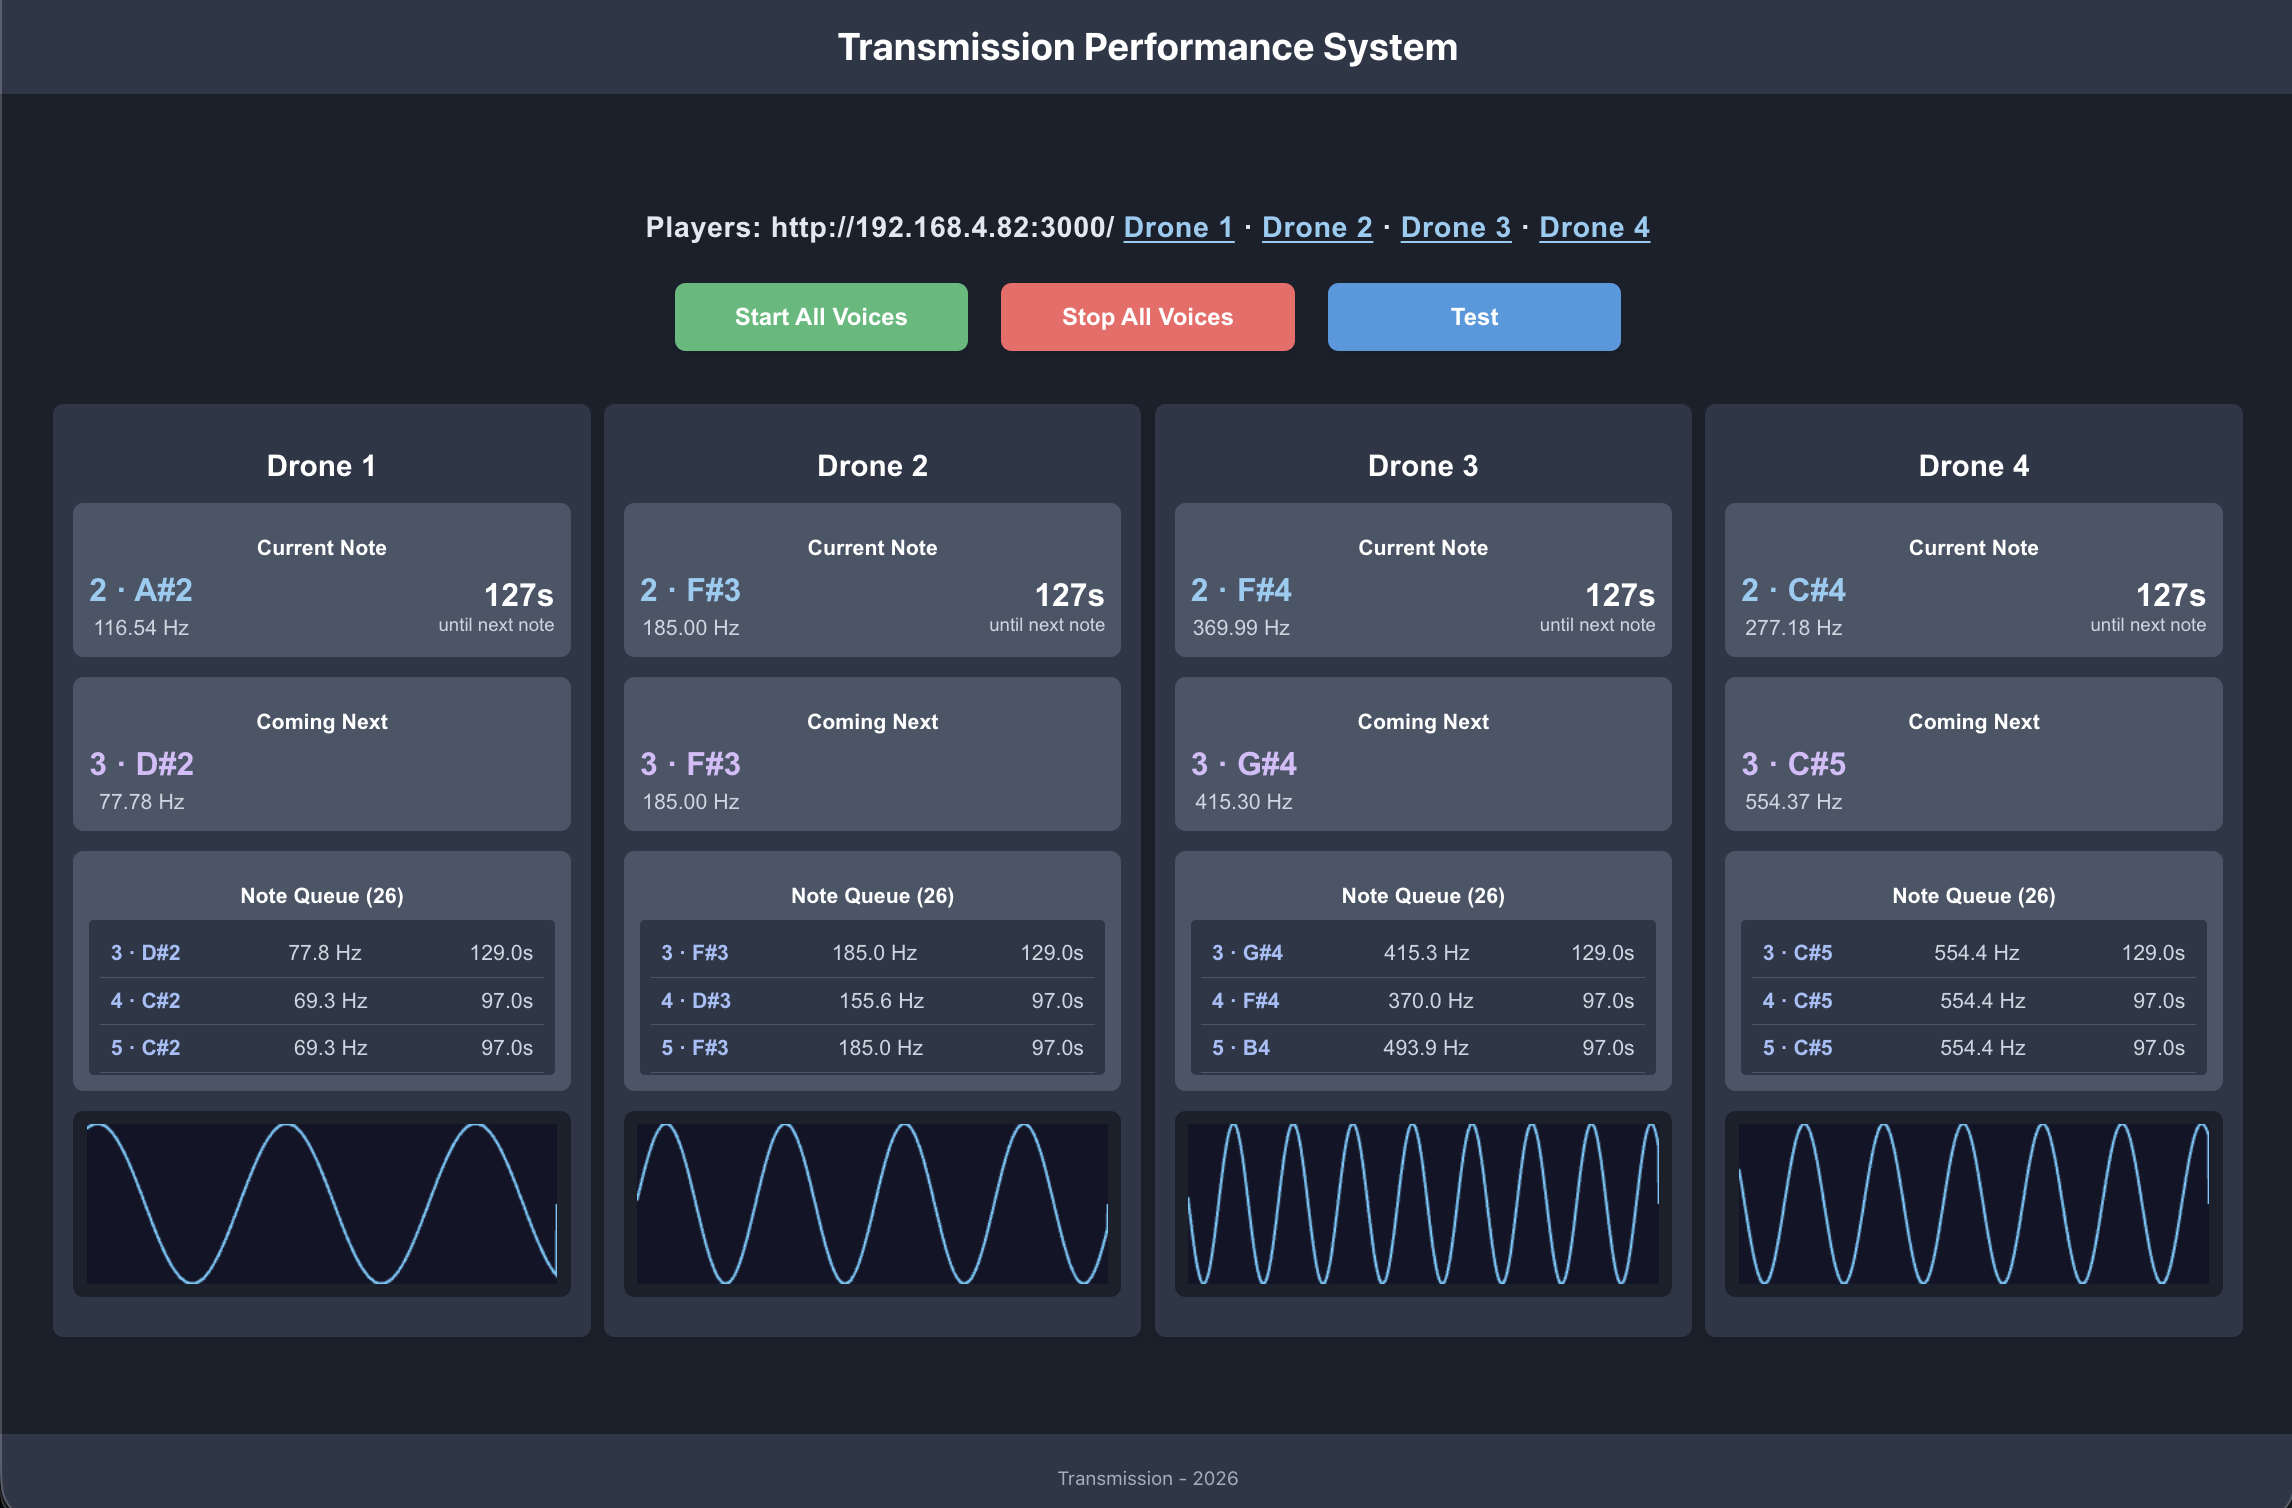 Transmission Performance System
Players: http://192.168.4.82:3000/ Drone 1 · Drone 2 · Drone 3 · Drone 4
Start All Voices
Stop All Voices
Test
Drone 1
Current Note
2 · A#2
116.54 Hz
127s
until next note
Coming Next
3 · D#2
77.78 Hz
Note Queue (26)
3 · D#2 77.8 Hz 129.0s
4 · C#2 69.3 Hz 97.0s
5 · C#2 69.3 Hz 97.0s
Drone 2
Current Note
2 · F#3
185.00 Hz
127s
until next note
Coming Next
3 · F#3
185.00 Hz
Note Queue (26)
3 · F#3 185.0 Hz 129.0s
4 · D#3 155.6 Hz 97.0s
5 · F#3 185.0 Hz 97.0s
Drone 3
Current Note
2 · F#4
369.99 Hz
127s
until next note
Coming Next
3 · G#4
415.30 Hz
Note Queue (26)
3 · G#4 415.3 Hz 129.0s
4 · F#4 370.0 Hz 97.0s
5 · B4 493.9 Hz 97.0s
Drone 4
Current Note
2 · C#4
277.18 Hz
127s
until next note
Coming Next
3 · C#5
554.37 Hz
Note Queue (26)
3 · C#5 554.4 Hz 129.0s
4 · C#5 554.4 Hz 97.0s
5 · C#5 554.4 Hz 97.0s
Transmission - 2026